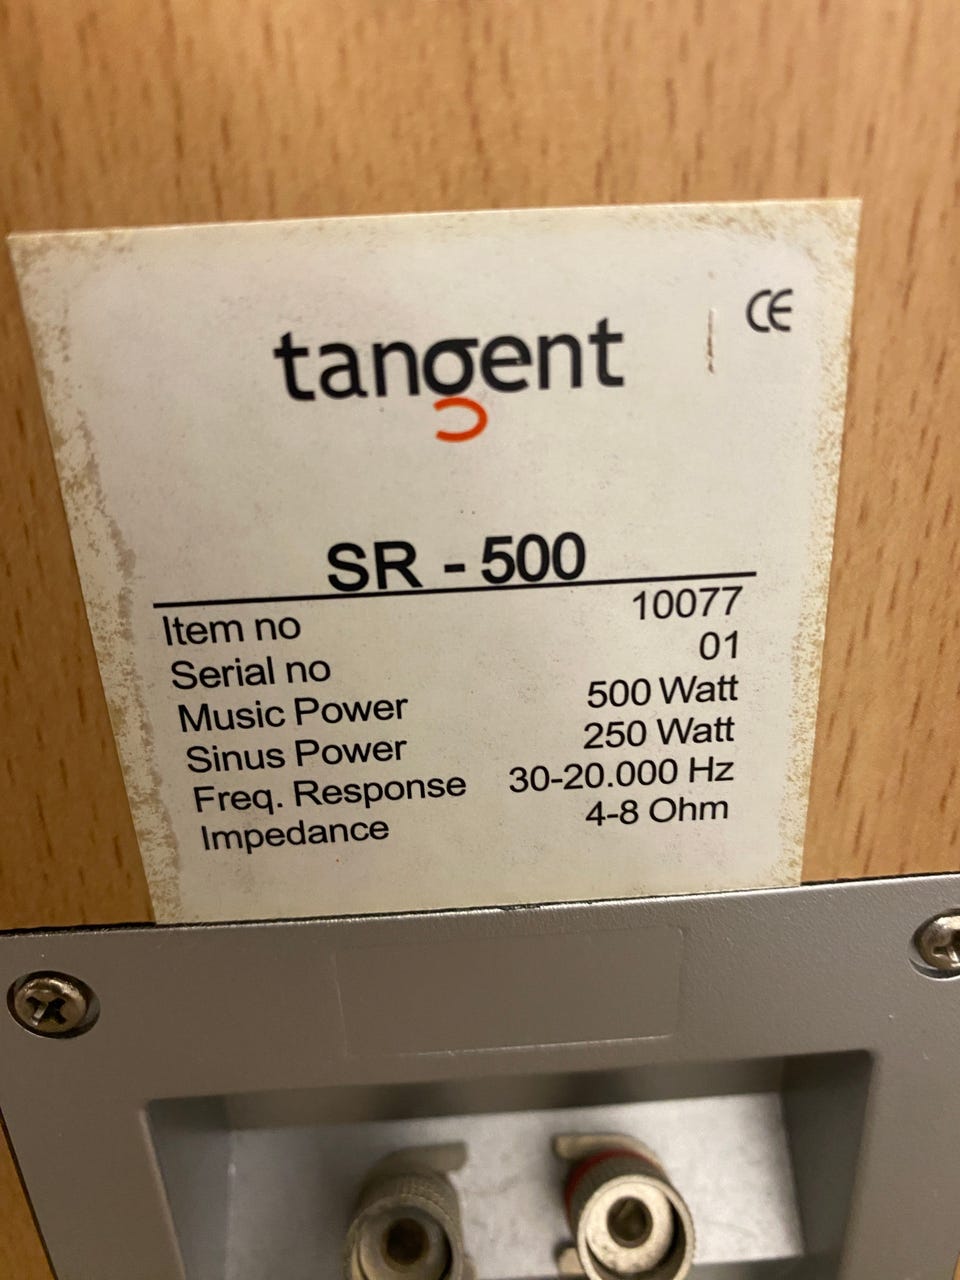 CE
tangent
SR - 500
Item no 10077
Serial no 01
Music Power 500 Watt
Sinus Power 250 Watt
Freq. Response 30-20.000 Hz
Impedance 4-8 Ohm